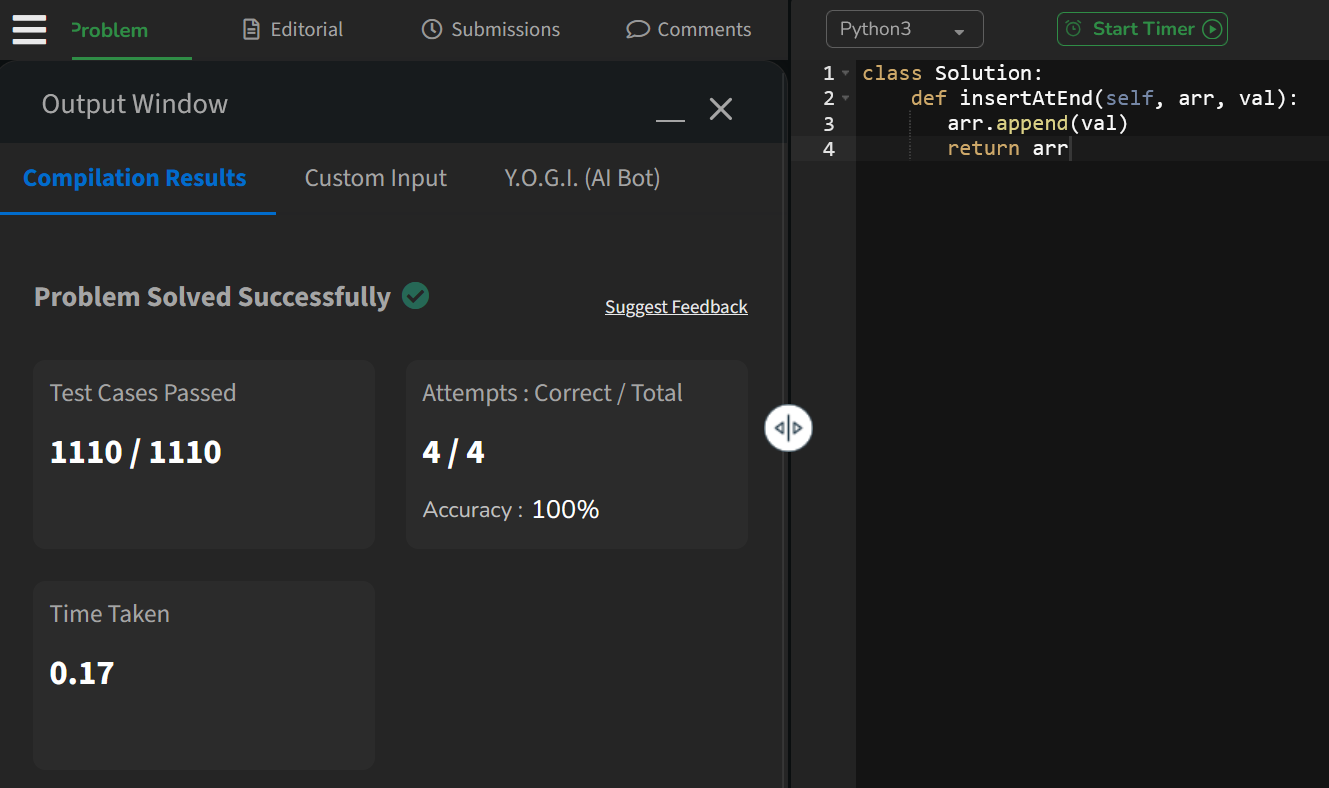 Problem
Editorial
Submissions
Comments
Output Window
Compilation Results
Custom Input
Y.O.G.I. (AI Bot)
Problem Solved Successfully
Suggest Feedback
Test Cases Passed
1110 / 1110
Attempts : Correct / Total
4 / 4
Accuracy : 100%
Time Taken
0.17
Python3
Start Timer
1 class Solution:
2     def insertAtEnd(self, arr, val):
3        arr.append(val)
4        return arr